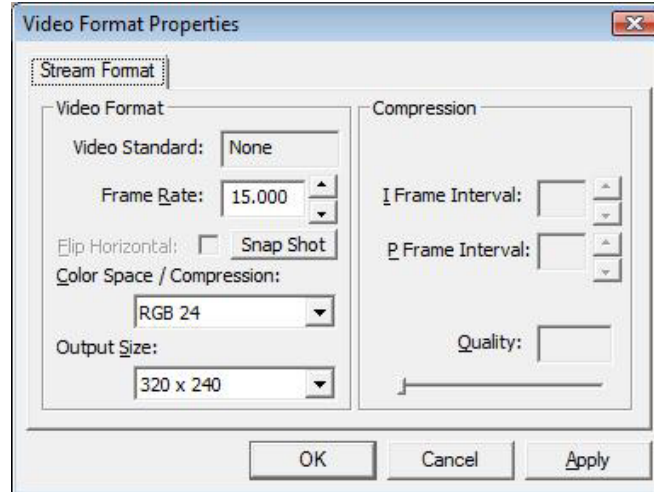 Video Format Properties
Stream Format
Video Format
Video Standard: None
Frame Rate: 15.000
Flip Horizontal: Snap Shot
Color Space / Compression:
RGB 24
Output Size:
320 x 240
Compression
I Frame Interval:
P Frame Interval:
Quality:
OK Cancel Apply